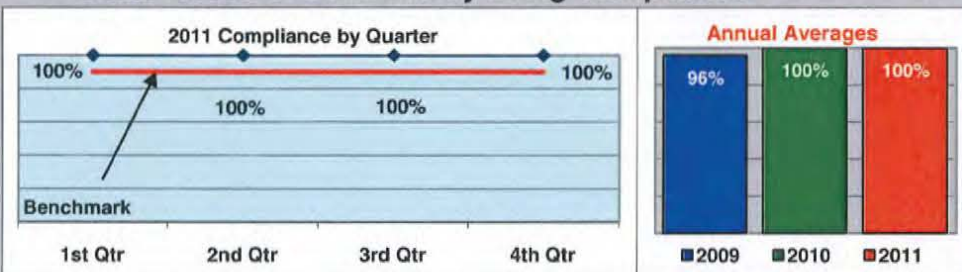 2011 Compliance by Quarter
100%
100%
100%
100%
Benchmark
1st Qtr 2nd Qtr 3rd Qtr 4th Qtr
Annual Averages
96% 100% 100%
2009 2010 2011